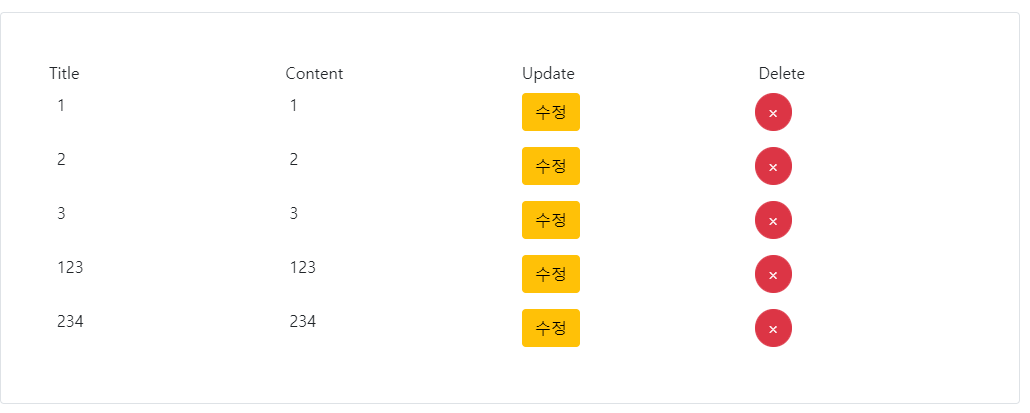 Title Content Update Delete
1 1 수정 ×
2 2 수정 ×
3 3 수정 ×
123 123 수정 ×
234 234 수정 ×